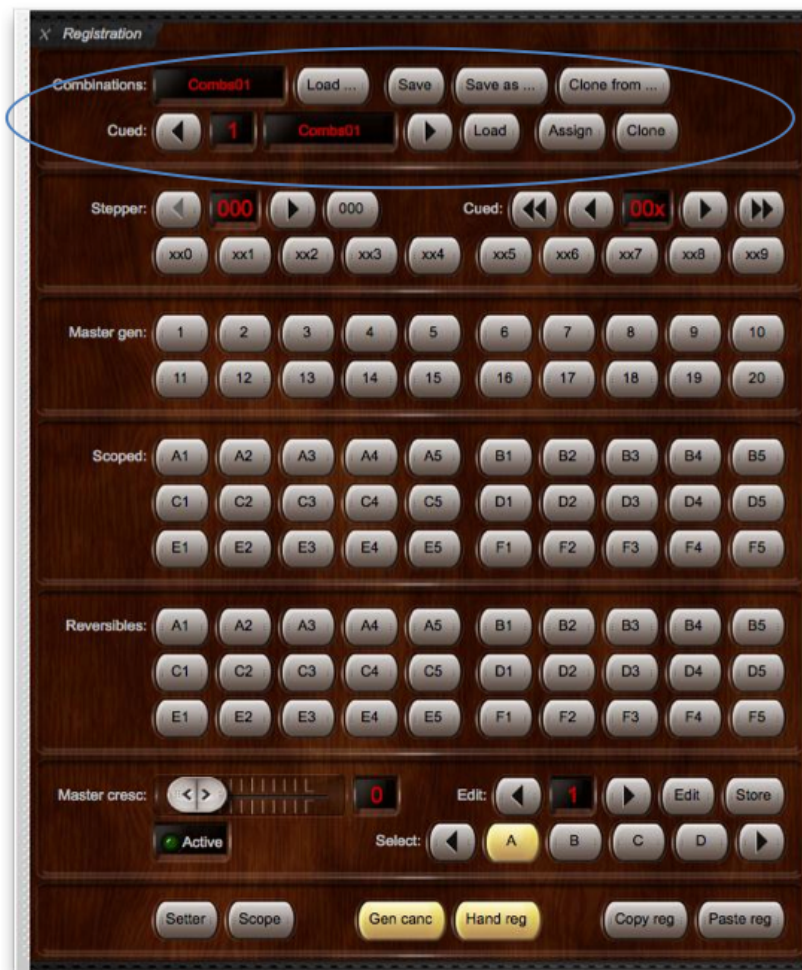 X Registration
Combinations: Combs01 Load ... Save Save as ... Clone from ...
Cued: 1 Combs01 Load Assign Clone
Stepper: 000 000 Cued: 00x
xx0 xx1 xx2 xx3 xx4 xx5 xx6 xx7 xx8 xx9
Master gen: 1 2 3 4 5 6 7 8 9 10
11 12 13 14 15 16 17 18 19 20
Scoped: A1 A2 A3 A4 A5 B1 B2 B3 B4 B5
C1 C2 C3 C4 C5 D1 D2 D3 D4 D5
E1 E2 E3 E4 E5 F1 F2 F3 F4 F5
Reversibles: A1 A2 A3 A4 A5 B1 B2 B3 B4 B5
C1 C2 C3 C4 C5 D1 D2 D3 D4 D5
E1 E2 E3 E4 E5 F1 F2 F3 F4 F5
Master cresc: 0 Edit: 1 Edit Store
Active Select: A B C D
Setter Scope Gen canc Hand reg Copy reg Paste reg